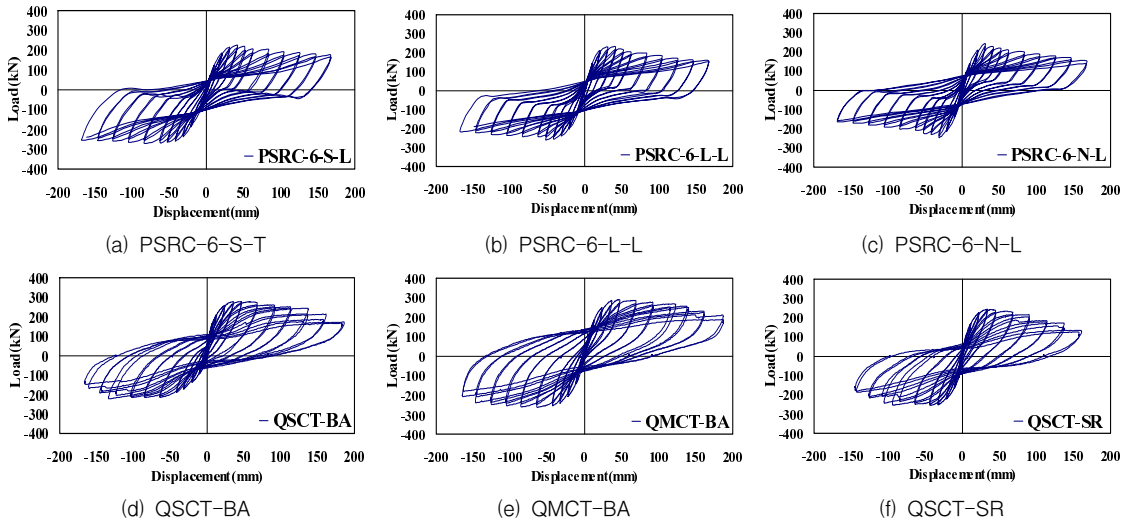 400
300
200
100
0
-100
-200
-300
-400
Load (kN)
-200 -150 -100 -50 0 50 100 150 200
Displacement(mm)
PSRC-6-S-L
(a) PSRC-6-S-T
400
300
200
100
0
-100
-200
-300
-400
Load (kN)
-200 -150 -100 -50 0 50 100 150 200
Displacement(mm)
PSRC-6-L-L
(b) PSRC-6-L-L
400
300
200
100
0
-100
-200
-300
-400
Load (kN)
-200 -150 -100 -50 0 50 100 150 200
Displacement(mm)
PSRC-6-N-L
(c) PSRC-6-N-L
400
300
200
100
0
-100
-200
-300
-400
Load (kN)
-200 -150 -100 -50 0 50 100 150 200
Displacement(mm)
QSCT-BA
(d) QSCT-BA
400
300
200
100
0
-100
-200
-300
-400
Load (kN)
-200 -150 -100 -50 0 50 100 150 200
Displacement(mm)
QMCT-BA
(e) QMCT-BA
400
300
200
100
0
-100
-200
-300
-400
Load (kN)
-200 -150 -100 -50 0 50 100 150 200
Displacement(mm)
QSCT-SR
(f) QSCT-SR